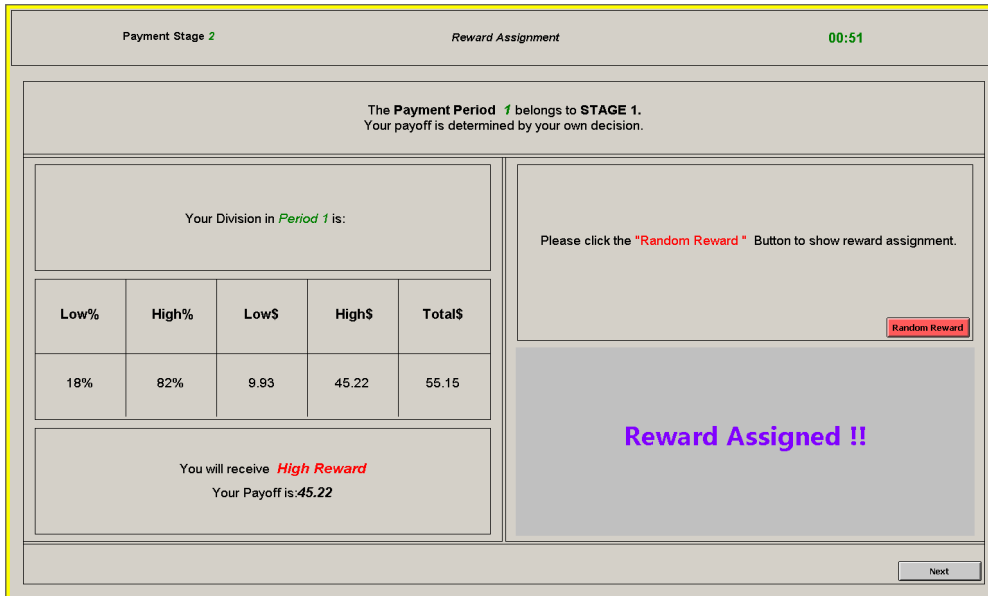 Payment Stage 2
Reward Assignment
00:51
The Payment Period 1 belongs to STAGE 1.
Your payoff is determined by your own decision.
Your Division in Period 1 is:
Low% High% Low$ High$ Total$
18% 82% 9.93 45.22 55.15
You will receive High Reward
Your Payoff is:45.22
Please click the "Random Reward " Button to show reward assignment.
Random Reward
Reward Assigned !!
Next